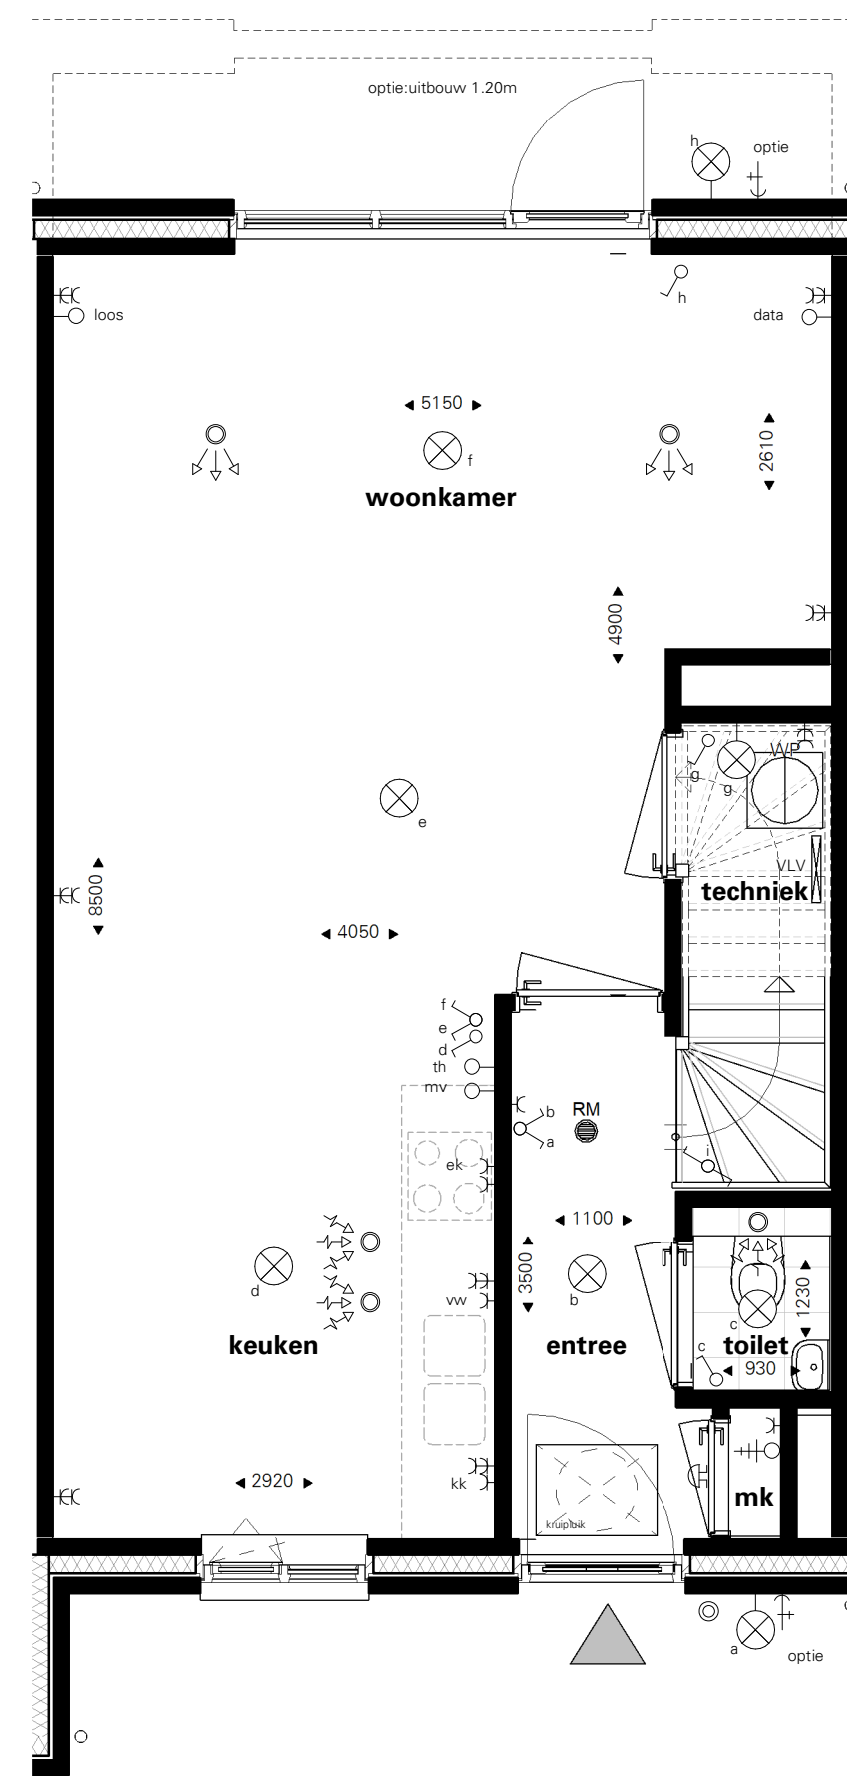 optie:uitbouw 1.20m
h
optie
h
loos
data
5150
f
2610
woonkamer
4900
WP
g
g
e
VLV
8500
techniek
4050
f
e
d
th
mv
b
RM
a
i
ek
1100
3500
d
b
vw
1230
c
keuken
entree
toilet
c
930
2920
kk
mk
kruipluik
a
optie